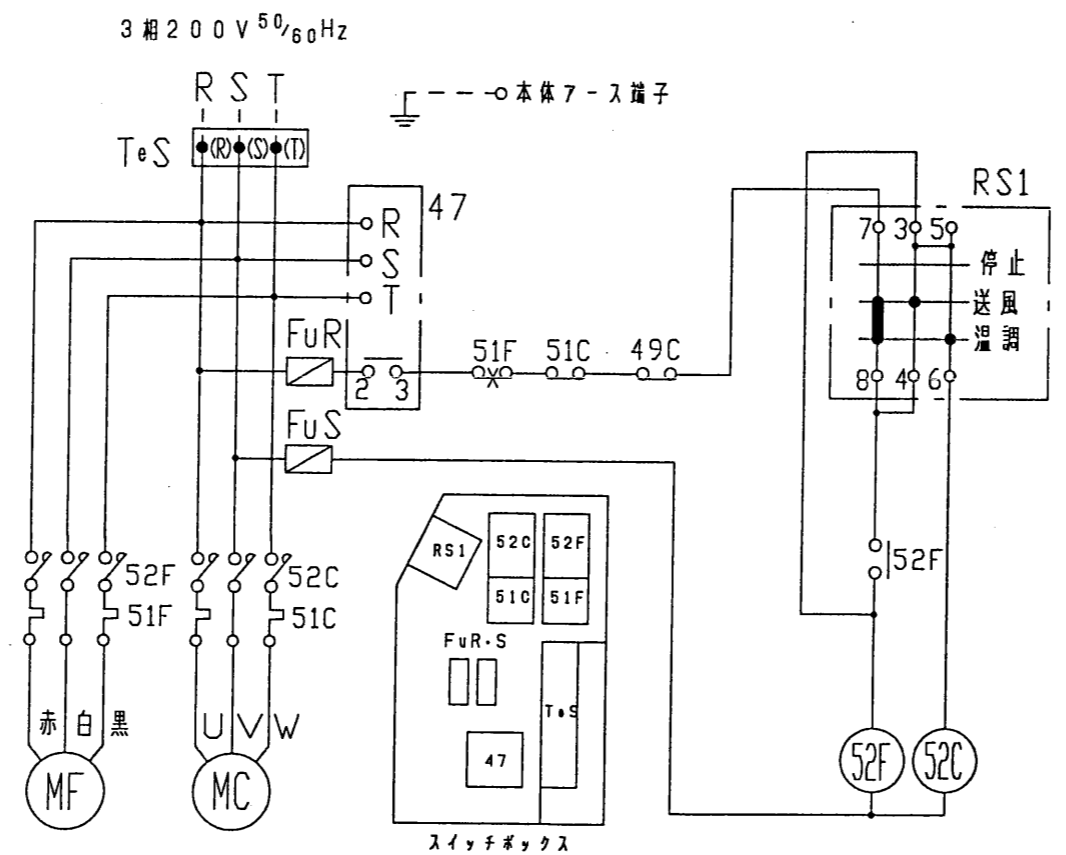 3相200V 50/60Hz
R S T
本体アース端子
TeS (R) (S) (T)
47
R
S
T
RS1
7 3 5
停止
送風
温調
8 4 6
FuR
2 3
51F 51C 49C
FuS
52F
52F
51F
52C
51C
RS1
52C 52F
51C 51F
FuR・S
TeS
47
スイッチボックス
赤 白 黒
U V W
MF
MC
52F
52C